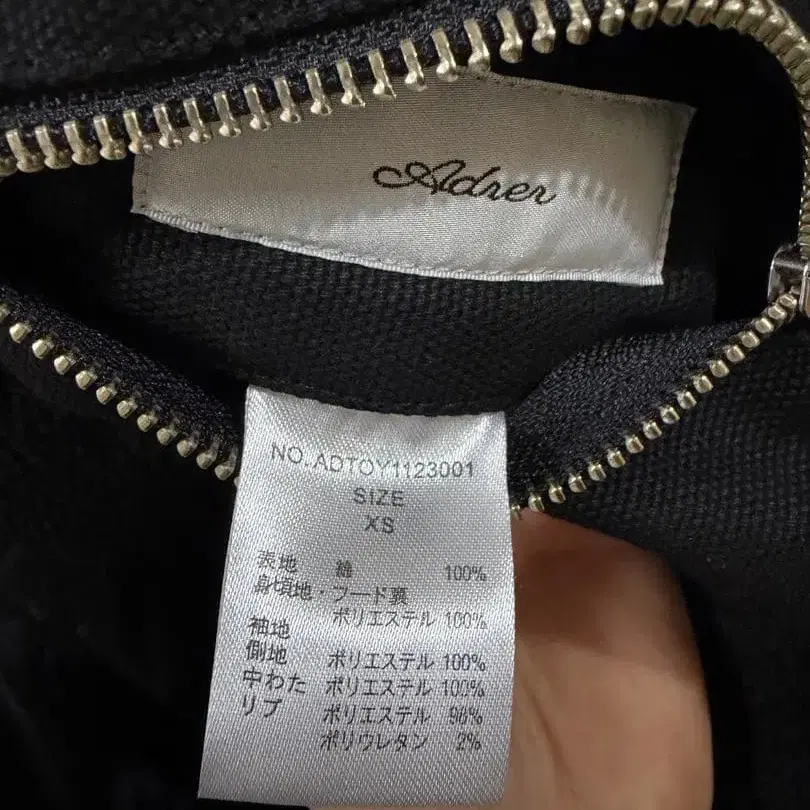 Adrer
NO.ADTOY1123001
SIZE
XS
表地 綿 100%
身頃地・フード裏
ポリエステル 100%
袖地
側地 ポリエステル 100%
中わた ポリエステル 100%
リブ ポリエステル 98%
ポリウレタン 2%